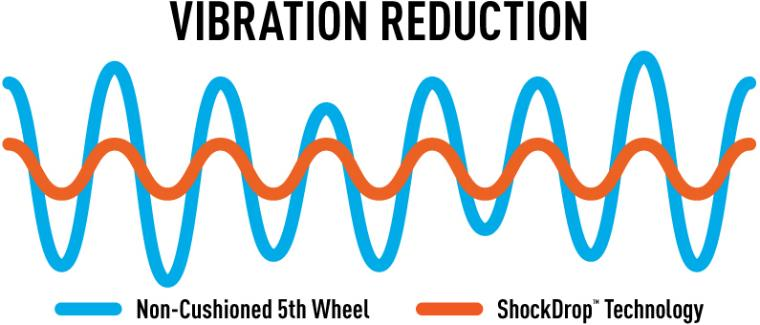 VIBRATION REDUCTION
Non-Cushioned 5th Wheel
ShockDrop™ Technology